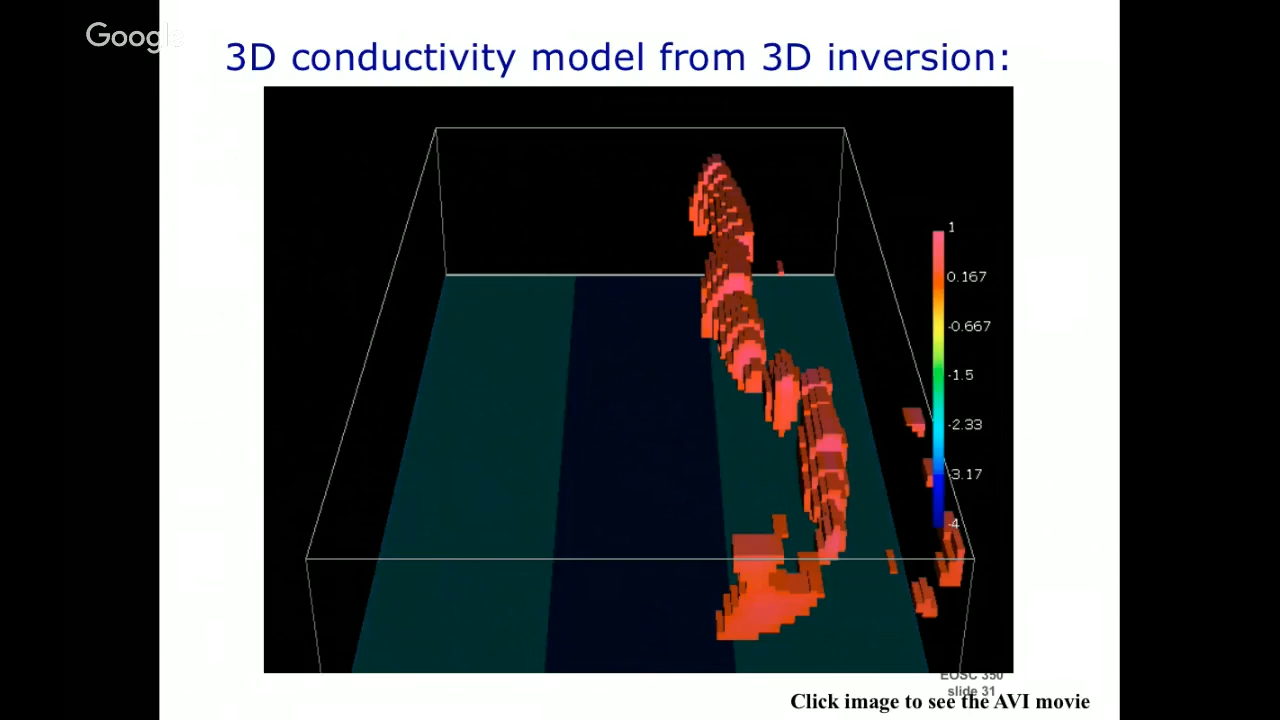 Google
3D conductivity model from 3D inversion:
1
0.167
-0.667
-1.5
-2.33
-3.17
-4
EOSC 350
slide 31
Click image to see the AVI movie